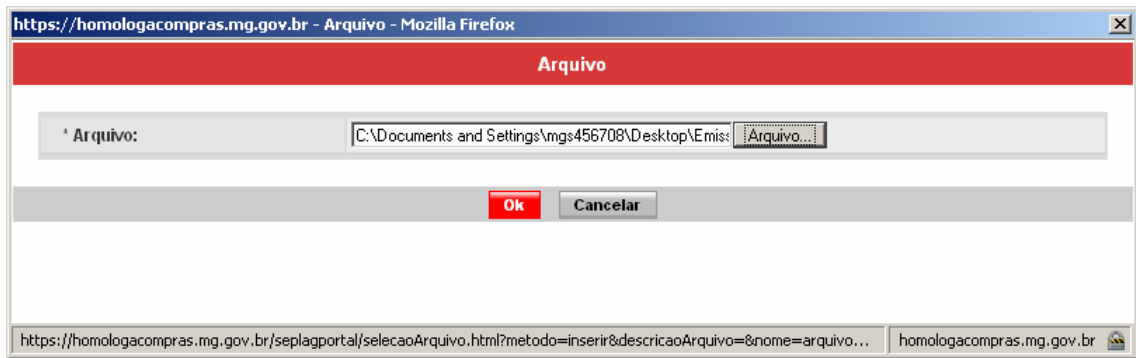 https://homologacompras.mg.gov.br - Arquivo - Mozilla Firefox
Arquivo
* Arquivo: C:\Documents and Settings\mgs456708\Desktop\Emiss Arquivo...
Ok Cancelar
https://homologacompras.mg.gov.br/seplagportal/selecaoArquivo.html?metodo=inserir&descricaoArquivo=&nome=arquivo... homologacompras.mg.gov.br